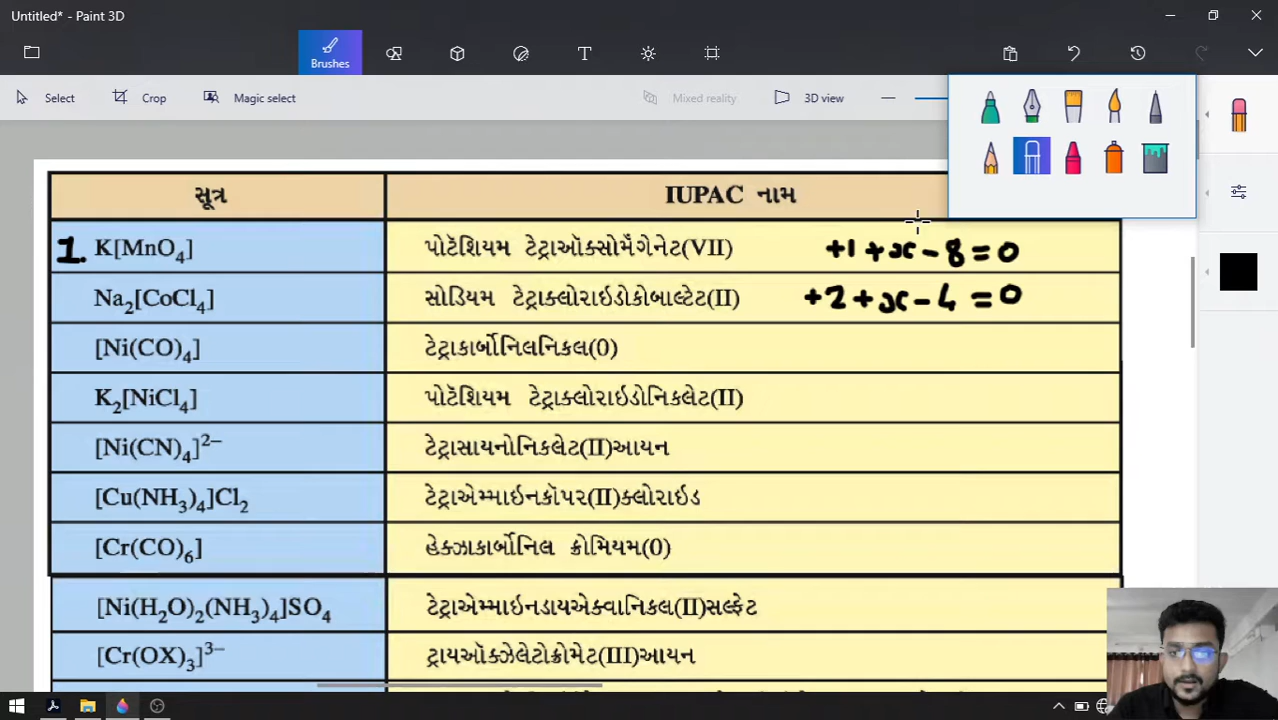 Untitled* - Paint 3D
Brushes
Select
Crop
Magic select
Mixed reality
3D view
સૂત્ર IUPAC નામ
1. K[MnO₄] પોટૅશિયમ ટેટ્રાઑક્સોમૅંગેનેટ(VII) +1 + x - 8 = 0
Na₂[CoCl₄] સોડિયમ ટેટ્રાક્લોરાઇડોકોબાલ્ટેટ(II) +2 + x - 4 = 0
[Ni(CO)₄] ટેટ્રાકાર્બોનિલનિકલ(0)
K₂[NiCl₄] પોટૅશિયમ ટેટ્રાક્લોરાઇડોનિકલેટ(II)
[Ni(CN)₄]²⁻ ટેટ્રાસાયનોનિકલેટ(II)આયન
[Cu(NH₃)₄]Cl₂ ટેટ્રાએમ્માઇનકૉપર(II)ક્લોરાઇડ
[Cr(CO)₆] હેક્ઝાકાર્બોનિલ ક્રોમિયમ(0)
[Ni(H₂O)₂(NH₃)₄]SO₄ ટેટ્રાએમ્માઇનડાયએક્વાનિકલ(II)સલ્ફેટ
[Cr(OX)₃]³⁻ ટ્રાયઑક્ઝેલેટોક્રોમેટ(III)આયન